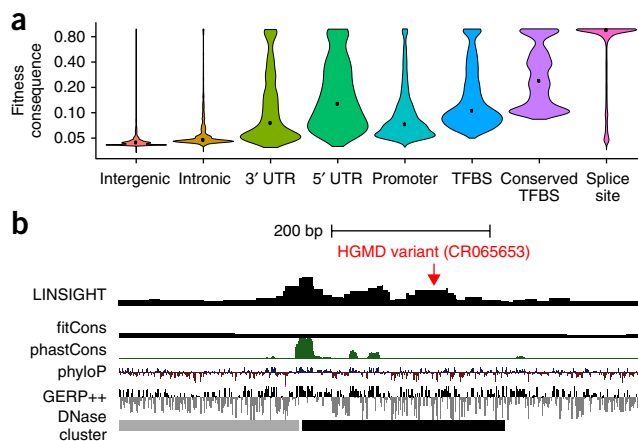 a
Fitness
consequence
0.80
0.40
0.20
0.10
0.05
Intergenic
Intronic
3′ UTR
5′ UTR
Promoter
TFBS
Conserved
TFBS
Splice
site
b
200 bp
HGMD variant (CR065653)
LINSIGHT
fitCons
phastCons
phyloP
GERP++
DNase
cluster